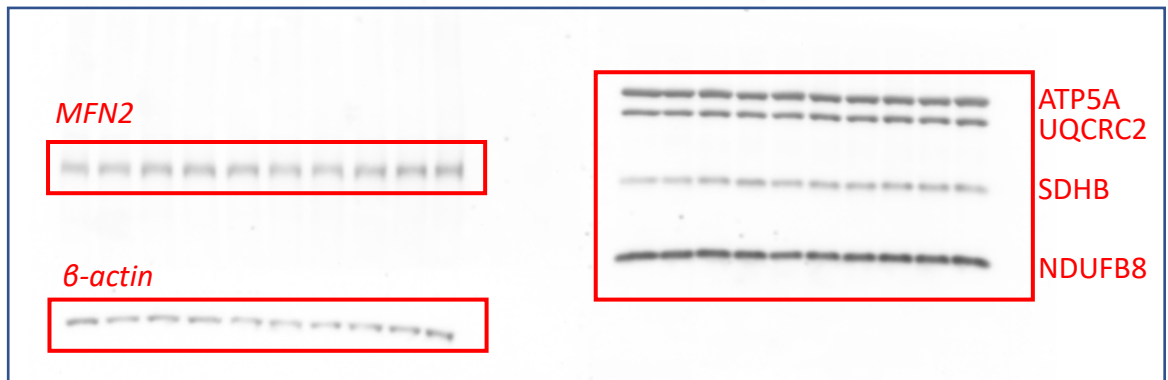 MFN2
β-actin
ATP5A
UQCRC2
SDHB
NDUFB8